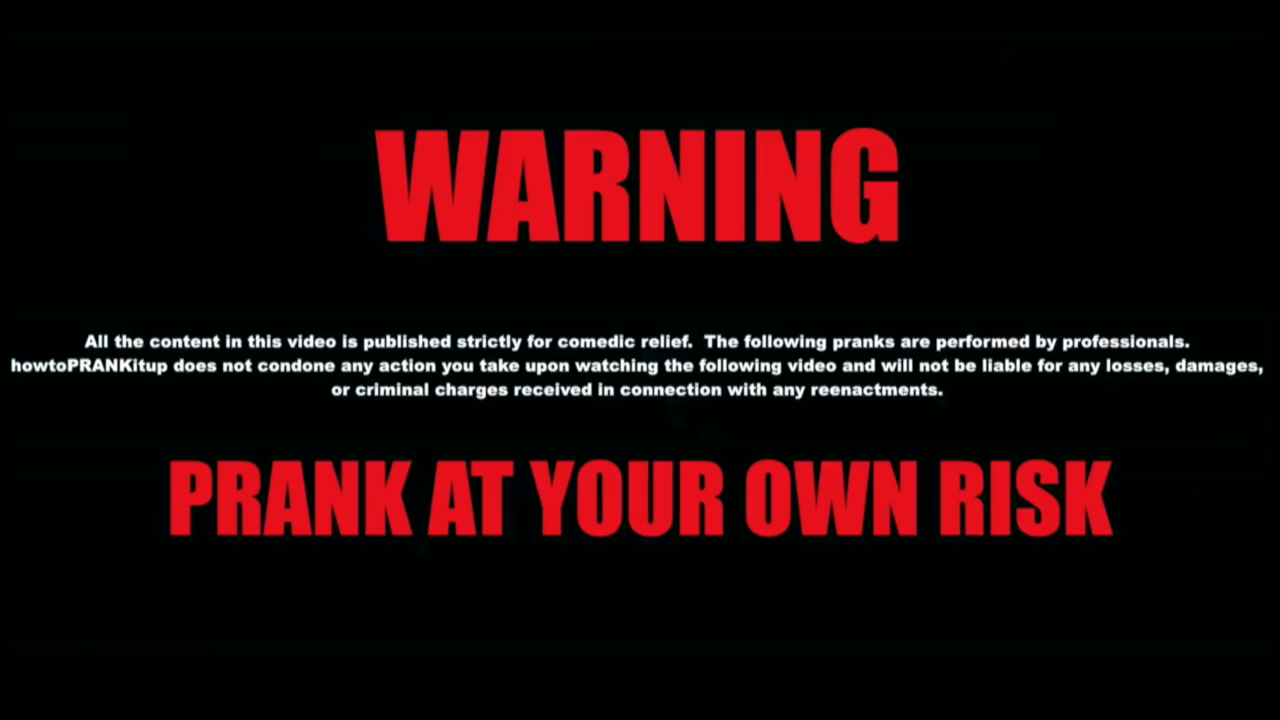 WARNING
All the content in this video is published strictly for comedic relief.  The following pranks are performed by professionals.
howtoPRANKitup does not condone any action you take upon watching the following video and will not be liable for any losses, damages,
or criminal charges received in connection with any reenactments.
PRANK AT YOUR OWN RISK